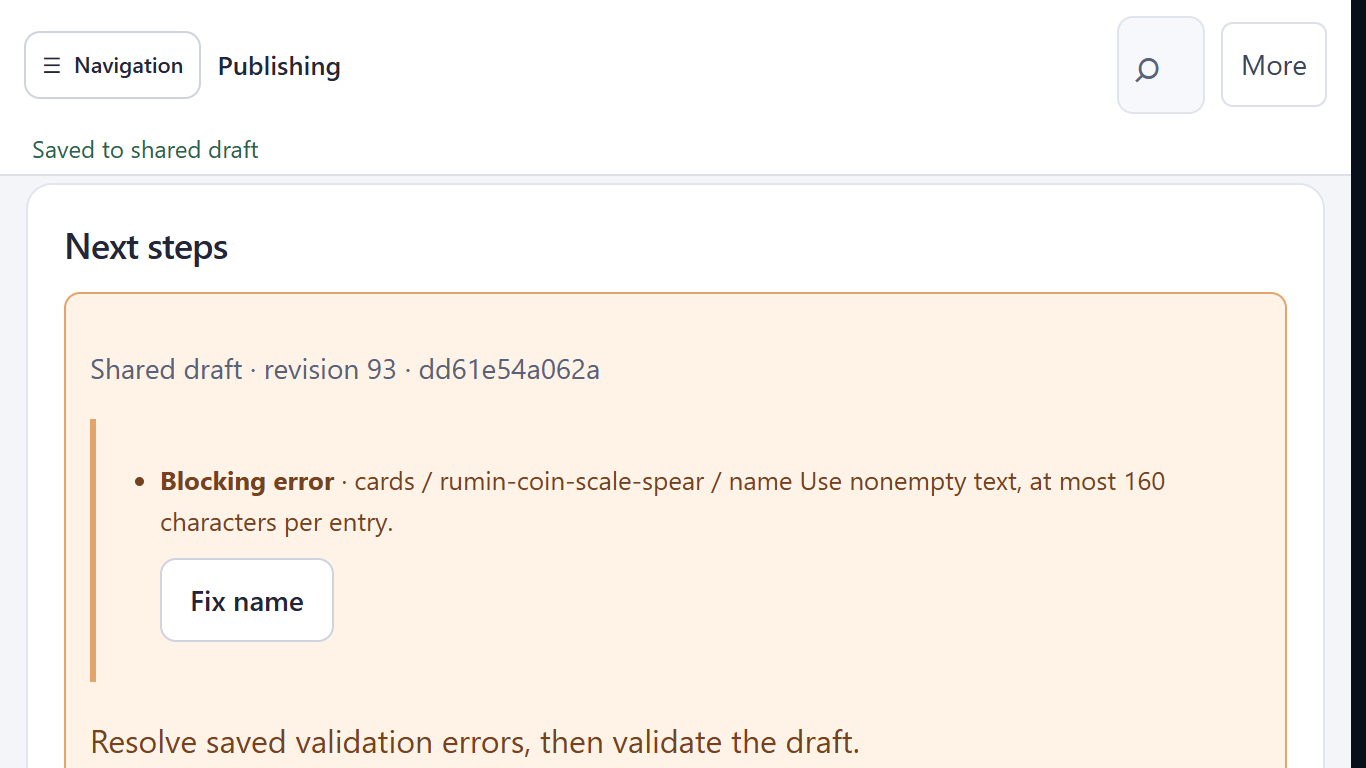 ☰ Navigation Publishing More
Saved to shared draft
Next steps
Shared draft · revision 93 · dd61e54a062a
• Blocking error · cards / rumin-coin-scale-spear / name Use nonempty text, at most 160
characters per entry.
Fix name
Resolve saved validation errors, then validate the draft.